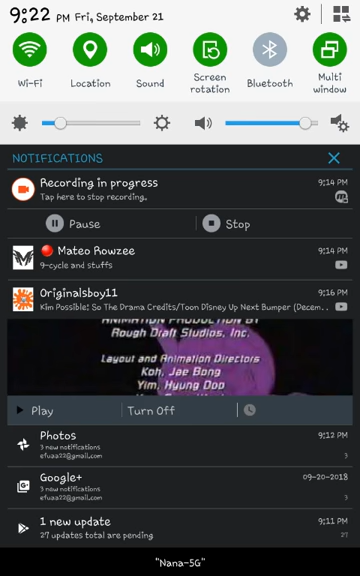 9:22 PM Fri, September 21
Wi-Fi Location Sound Screen rotation Bluetooth Multi window
NOTIFICATIONS
Recording in progress 9:14 PM
Tap here to stop recording.
Pause Stop
Mateo Rowzee 9:14 PM
9-cycle and stuffs
Originalsboy11 9:16 PM
Kim Possible: So The Drama Credits/Toon Disney Up Next Bumper (Decem..
ANIMATION PRODUCTION BY
Rough Draft Studios, Inc.
Layout and Animation Directors
Koh, Jae Bong
Yim, Hyung Doo
Play Turn Off
Photos 9:12 PM
3 new notifications
efuaa22@gmail.com 3
Google+ 09-20-2018
3 new notifications
efuaa22@gmail.com 3
1 new update 9:11 PM
27 updates total are pending 27
"Nana-5G"